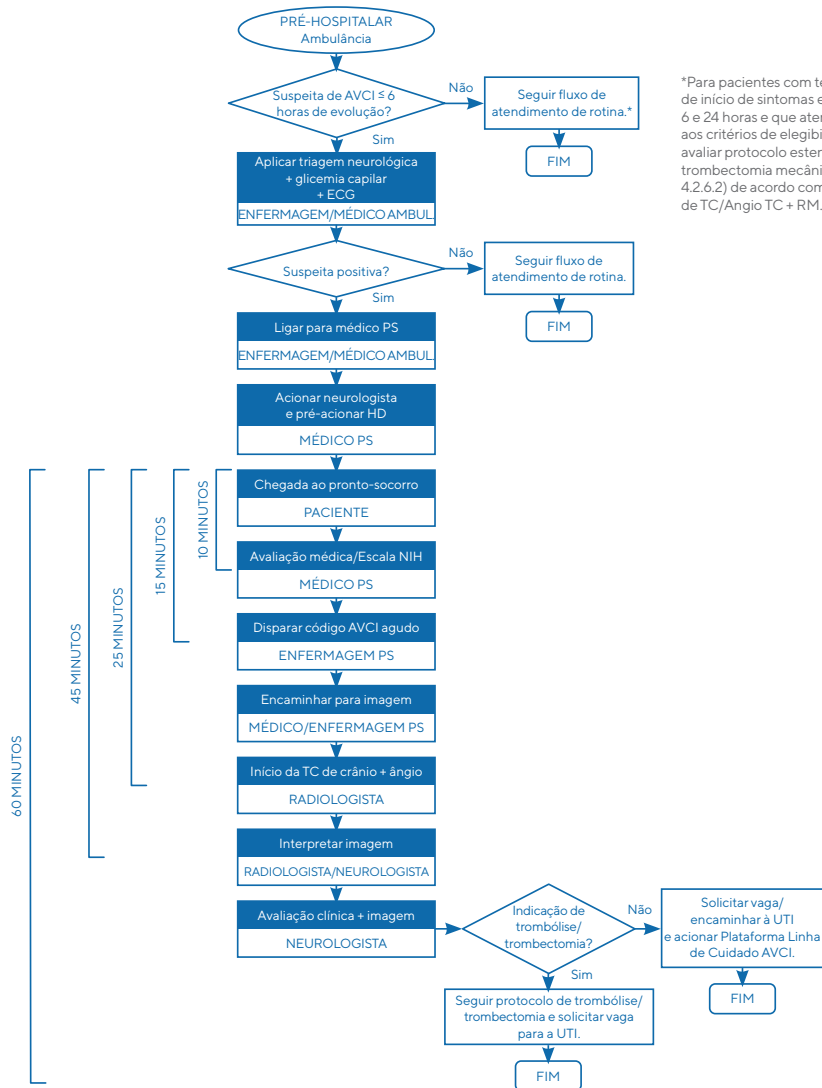 PRÉ-HOSPITALAR
Ambulância
Suspeita de AVCI ≤ 6
horas de evolução?
Não
Seguir fluxo de
atendimento de rotina.*
FIM
*Para pacientes com
de início de sintomas
6 e 24 horas e que
aos critérios de
avaliar protocolo
trombectomia
4.2.6.2) de acordo com
de TC/Angio TC + RM.
Sim
Aplicar triagem neurológica
+ glicemia capilar
+ ECG
ENFERMAGEM/MÉDICO AMBUL.
Suspeita positiva?
Não
Seguir fluxo de
atendimento de rotina.
FIM
Sim
Ligar para médico PS
ENFERMAGEM/MÉDICO AMBUL.
Acionar neurologista
e pré-acionar HD
MÉDICO PS
Chegada ao pronto-socorro
PACIENTE
Avaliação médica/Escala NIH
MÉDICO PS
Disparar código AVCI agudo
ENFERMAGEM PS
Encaminhar para imagem
MÉDICO/ENFERMAGEM PS
Início da TC de crânio + ângio
RADIOLOGISTA
Interpretar imagem
RADIOLOGISTA/NEUROLOGISTA
Avaliação clínica + imagem
NEUROLOGISTA
10 MINUTOS
15 MINUTOS
25 MINUTOS
45 MINUTOS
60 MINUTOS
Indicação de
trombólise/
trombectomia?
Não
Solicitar vaga/
encaminhar à UTI
e acionar Plataforma Linha
de Cuidado AVCI.
FIM
Sim
Seguir protocolo de trombólise/
trombectomia e solicitar vaga
para a UTI.
FIM